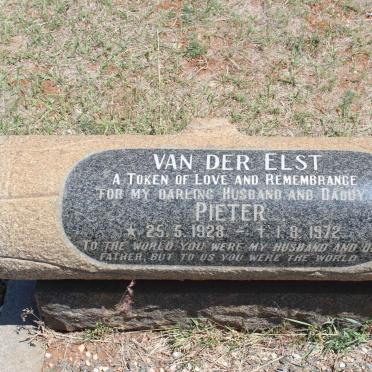 VAN DER ELST
A TOKEN OF LOVE AND REMEMBRANCE
FOR MY DARLING HUSBAND AND DADDY
PIETER
★ 25.5.1928 – † 1.8.1972
TO THE WORLD YOU WERE MY HUSBAND AND
FATHER, BUT TO US YOU WERE THE WORLD